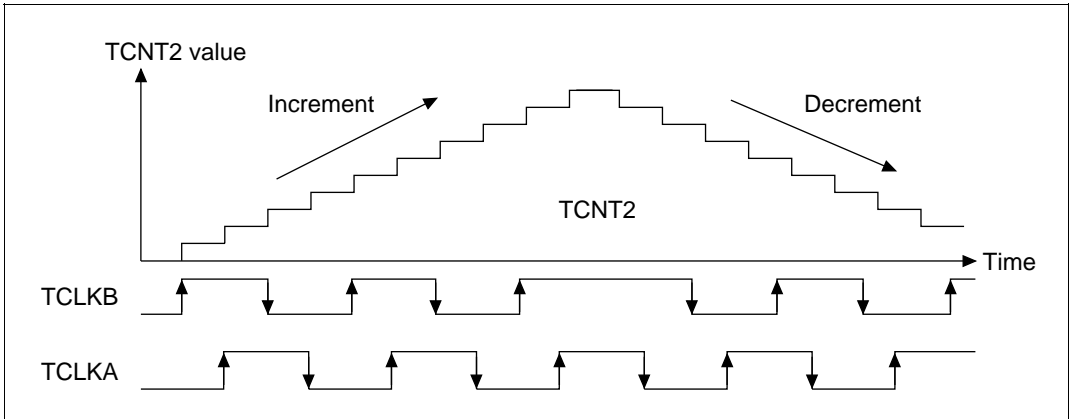 TCNT2 value
Increment
Decrement
TCNT2
Time
TCLKB
TCLKA